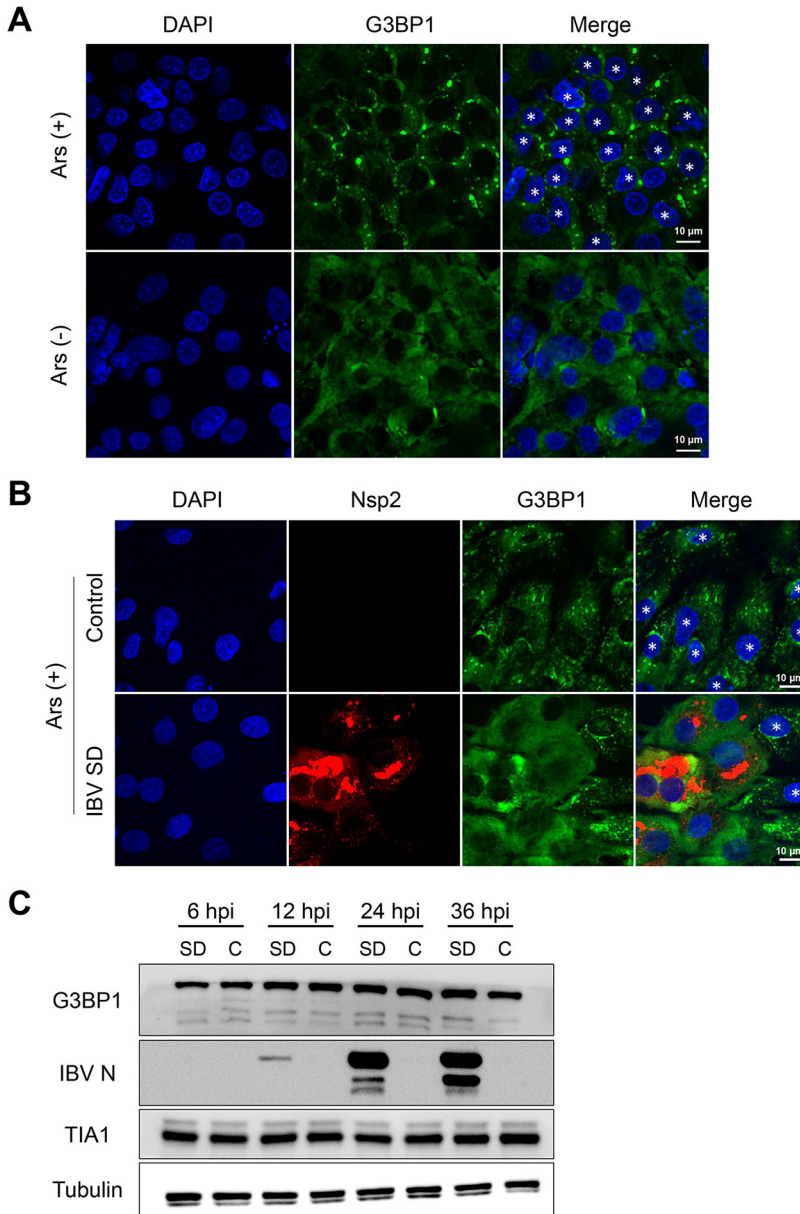 A
DAPI G3BP1 Merge
Ars (+)
* * * * * * * * * * * * * * * * * * * * *
10 µm
Ars (-)
10 µm
B
DAPI Nsp2 G3BP1 Merge
Ars (+)
Control
* * * * * * * *
10 µm
IBV SD
* *
10 µm
C
6 hpi 12 hpi 24 hpi 36 hpi
SD C SD C SD C SD C
G3BP1
IBV N
TIA1
Tubulin